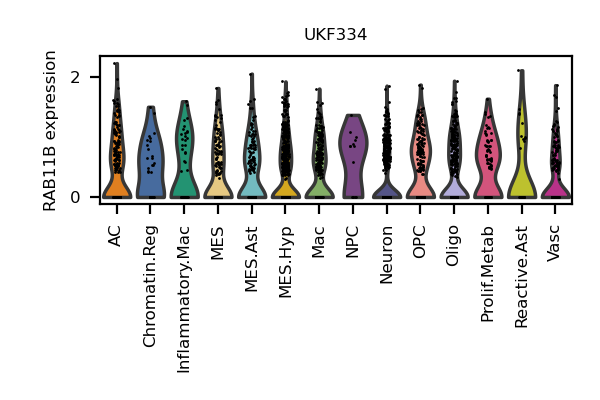 UKF334
RAB11B expression
2
0
AC
Chromatin.Reg
Inflammatory.Mac
MES
MES.Ast
MES.Hyp
Mac
NPC
Neuron
OPC
Oligo
Prolif.Metab
Reactive.Ast
Vasc